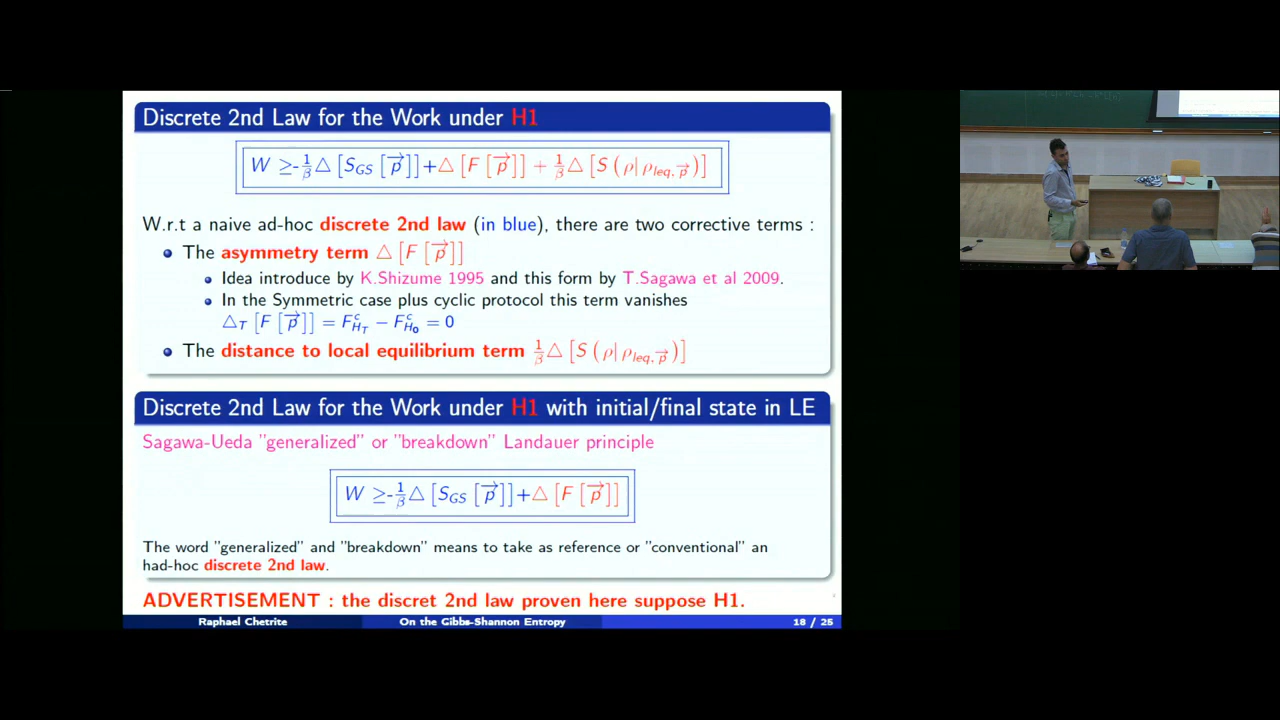 Discrete 2nd Law for the Work under H1
W ≥-1/β △ [S_GS [p⃗]]+△ [F [p⃗]] + 1/β △ [S (ρ| ρ_leq,p⃗)]
W.r.t a naive ad-hoc discrete 2nd law (in blue), there are two corrective terms :
The asymmetry term △ [F [p⃗]]
Idea introduce by K.Shizume 1995 and this form by T.Sagawa et al 2009.
In the Symmetric case plus cyclic protocol this term vanishes
△_T [F [p⃗]] = F^c_{H_T} − F^c_{H_0} = 0
The distance to local equilibrium term 1/β △ [S (ρ| ρ_leq,p⃗)]
Discrete 2nd Law for the Work under H1 with initial/final state in LE
Sagawa-Ueda "generalized" or "breakdown" Landauer principle
W ≥-1/β △ [S_GS [p⃗]]+△ [F [p⃗]]
The word "generalized" and "breakdown" means to take as reference or "conventional" an
had-hoc discrete 2nd law.
ADVERTISEMENT : the discret 2nd law proven here suppose H1.
Raphael Chetrite On the Gibbs-Shannon Entropy 18 / 25